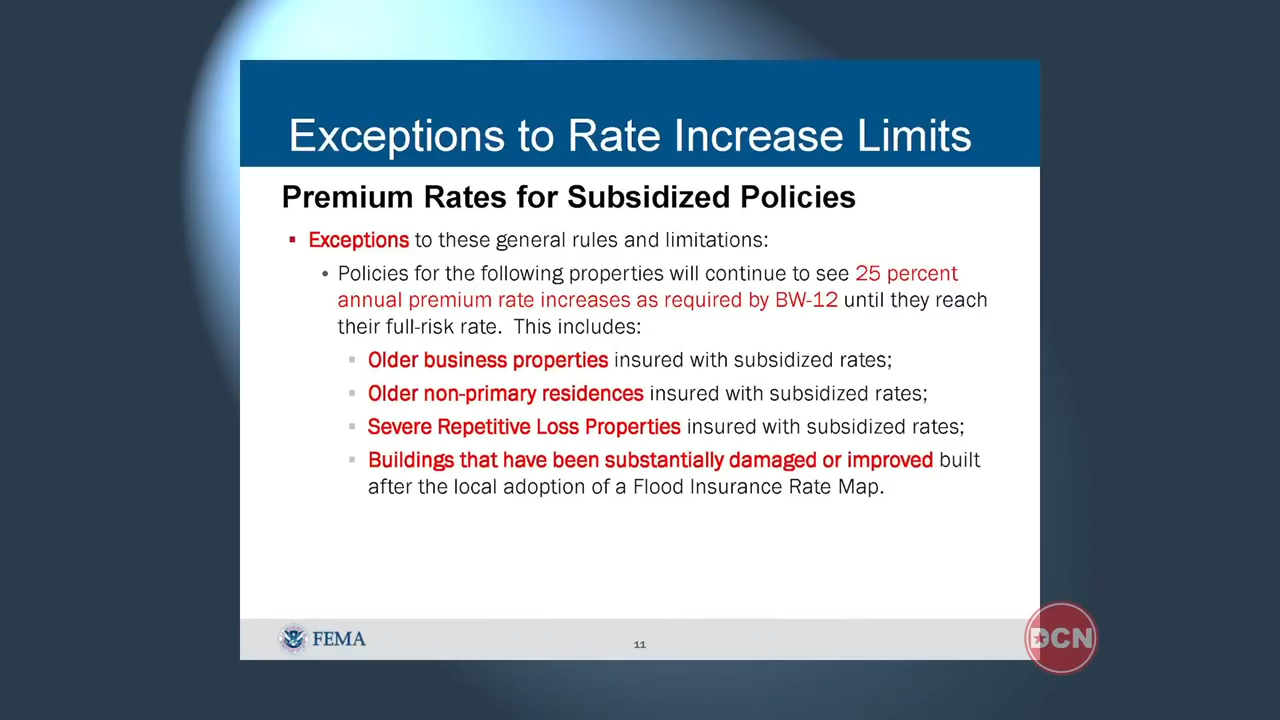 Exceptions to Rate Increase Limits
Premium Rates for Subsidized Policies
▪ Exceptions to these general rules and limitations:
• Policies for the following properties will continue to see 25 percent
annual premium rate increases as required by BW-12 until they reach
their full-risk rate. This includes:
▪ Older business properties insured with subsidized rates;
▪ Older non-primary residences insured with subsidized rates;
▪ Severe Repetitive Loss Properties insured with subsidized rates;
▪ Buildings that have been substantially damaged or improved built
after the local adoption of a Flood Insurance Rate Map.
FEMA
11
DCN